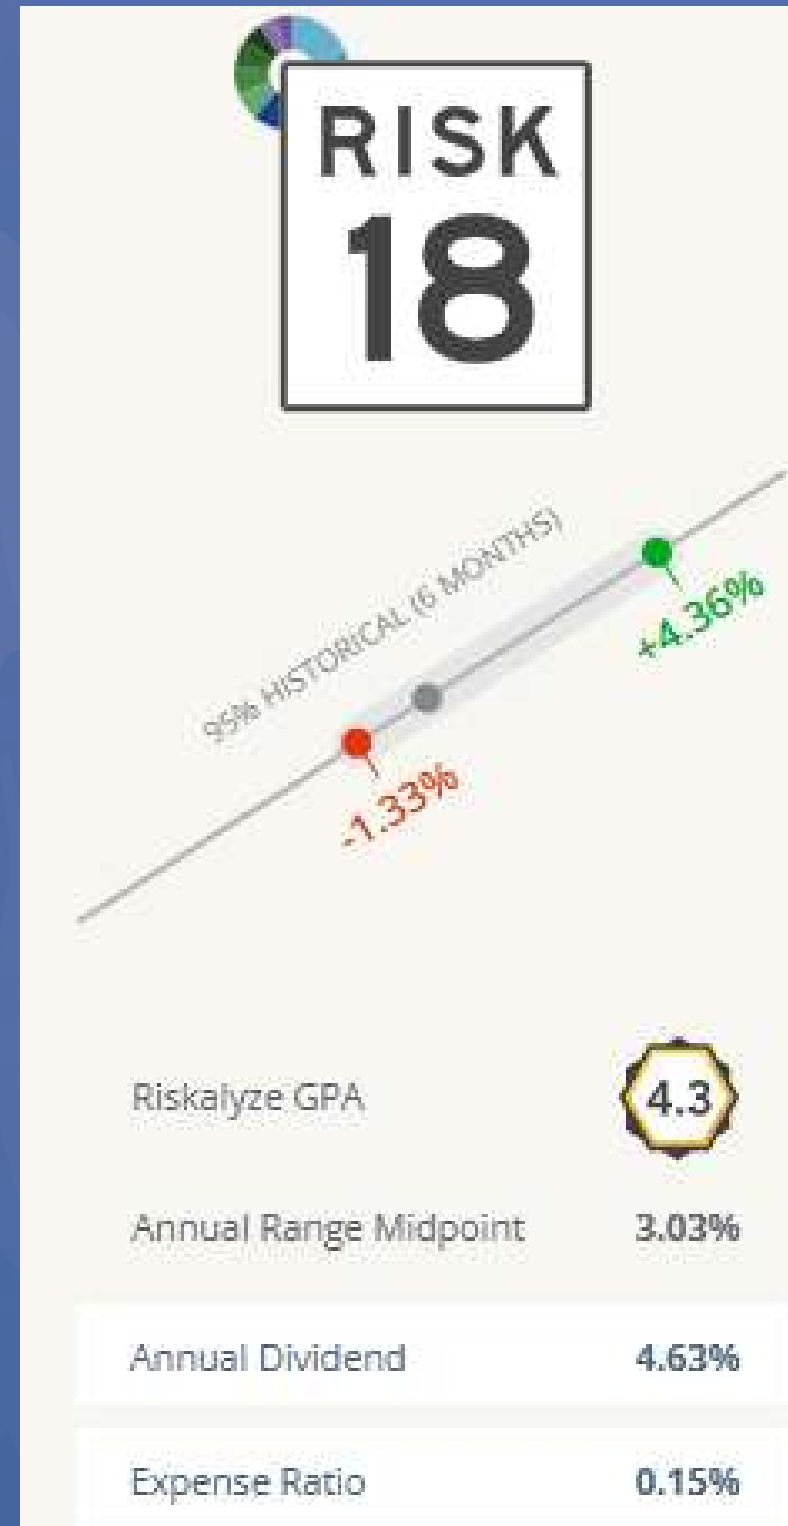 RISK
18
95% HISTORICAL (6 MONTHS)
+4.36%
-1.33%
Riskalyze GPA 4.3
Annual Range Midpoint 3.03%
Annual Dividend 4.63%
Expense Ratio 0.15%